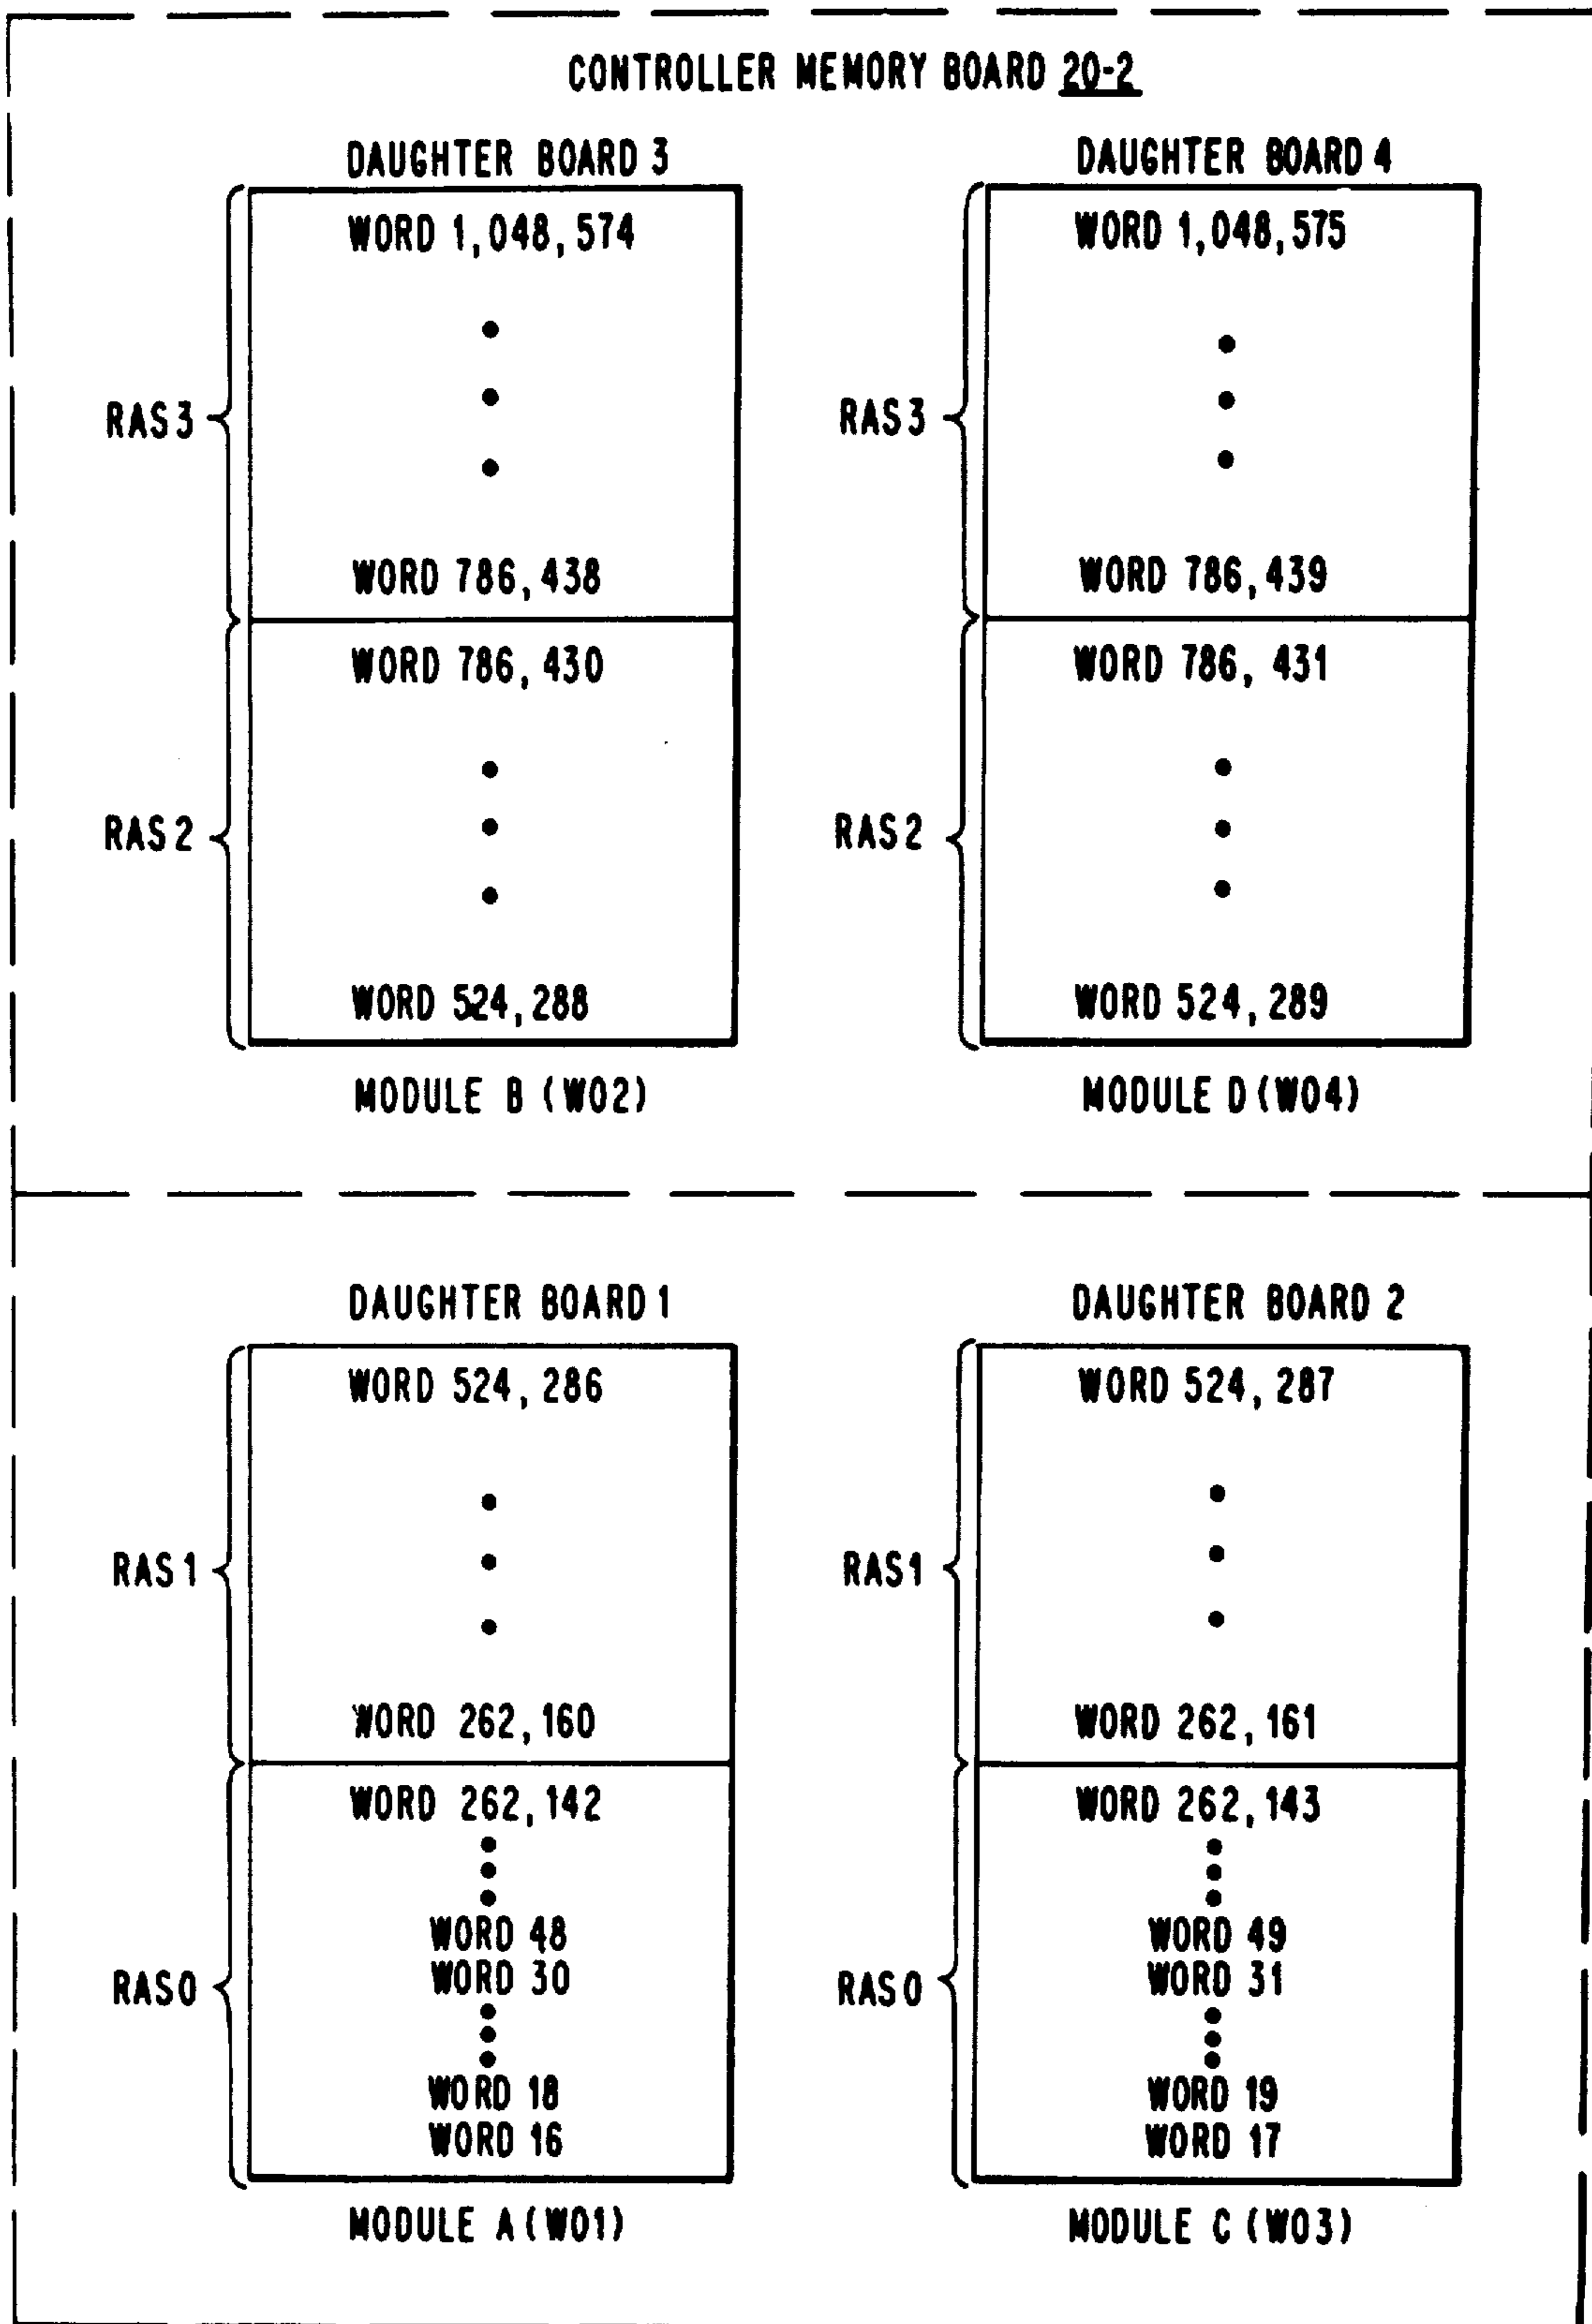 CONTROLLER MEMORY BOARD 20-2
DAUGHTER BOARD 3
WORD 1,048,574
RAS3
WORD 786,438
WORD 786,430
RAS2
WORD 524,288
MODULE B (W02)
DAUGHTER BOARD 4
WORD 1,048,575
RAS3
WORD 786,439
WORD 786,431
RAS2
WORD 524,289
MODULE D (W04)
DAUGHTER BOARD 1
WORD 524,286
RAS1
WORD 262,160
WORD 262,142
WORD 48
WORD 30
RAS0
WORD 18
WORD 16
MODULE A (W01)
DAUGHTER BOARD 2
WORD 524,287
RAS1
WORD 262,161
WORD 262,143
WORD 49
WORD 31
RAS0
WORD 19
WORD 17
MODULE C (W03)